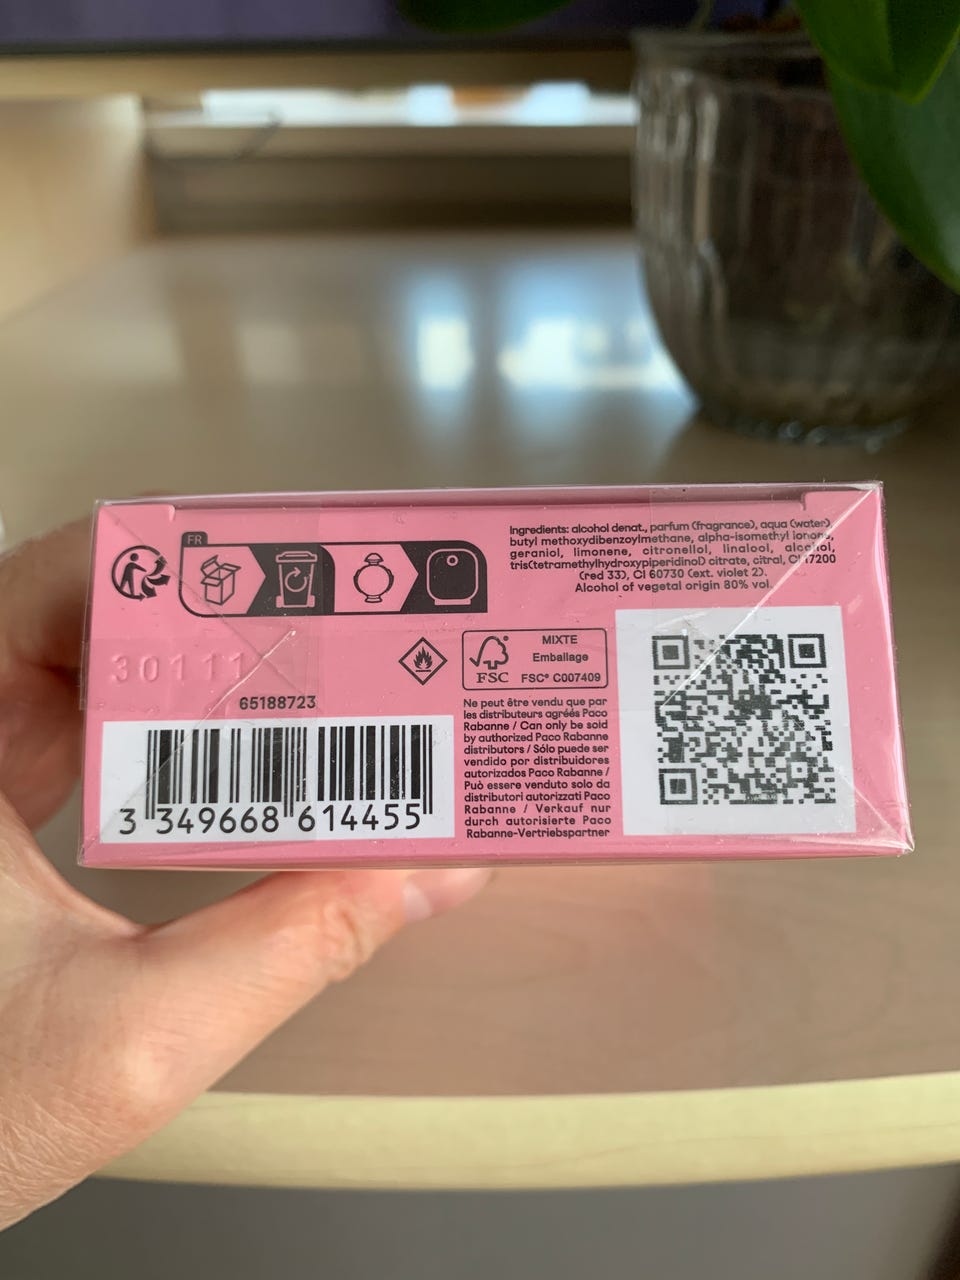 FR
Ingredients: alcohol denat., parfum (fragrance), aqua (water),
butyl methoxydibenzoylmethane, alpha-isomethyl ionone,
geraniol, limonene, citronellol, linalool, alcohol,
tris(tetramethylhydroxypiperidinol) citrate, citral, CI 17200
(red 33), CI 60730 (ext. violet 2).
Alcohol of vegetal origin 80% vol.
30111
65188723
3 349668 614455
FSC
MIXTE
Emballage
FSC® C007409
Ne peut être vendu que par
les distributeurs agréés Paco
Rabanne / Can only be sold
by authorized Paco Rabanne
distributors / Sólo puede ser
vendido por distribuidores
autorizados Paco Rabanne /
Può essere venduto solo da
distributori autorizzati Paco
Rabanne / Verkauf nur
durch autorisierte Paco
Rabanne-Vertriebspartner